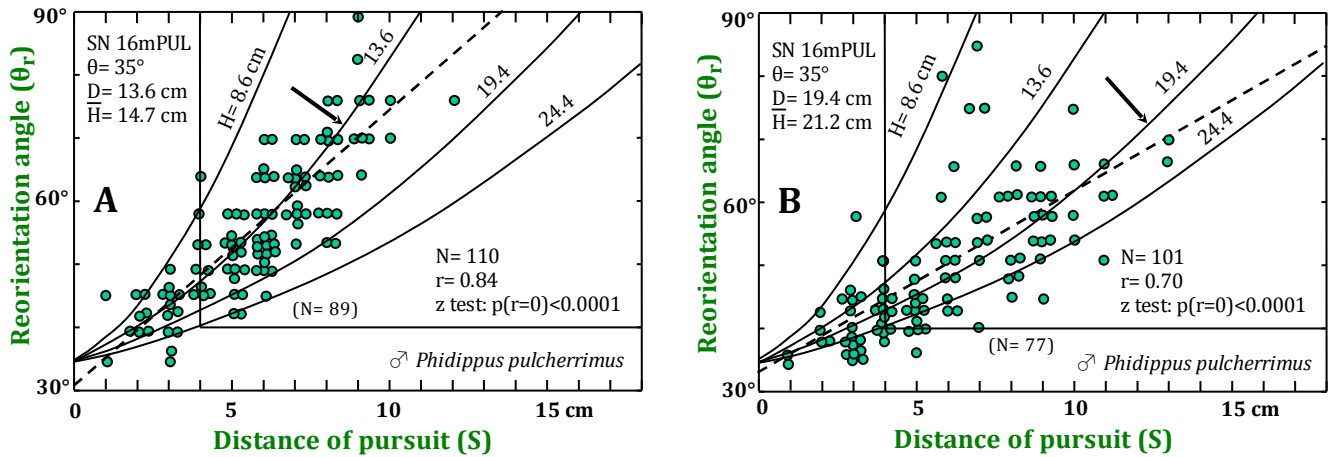 A
Reorientation angle (θr)
90°
60°
30°
SN 16mPUL
θ= 35°
D= 13.6 cm
H̅= 14.7 cm
H= 8.6 cm
13.6
19.4
24.4
N= 110
r= 0.84
z test: p(r=0)<0.0001
(N= 89)
♂ Phidippus pulcherrimus
0
5
10
15 cm
Distance of pursuit (S)
B
Reorientation angle (θr)
90°
60°
30°
SN 16mPUL
θ= 35°
D= 19.4 cm
H̅= 21.2 cm
H= 8.6 cm
13.6
19.4
24.4
N= 101
r= 0.70
z test: p(r=0)<0.0001
(N= 77)
♂ Phidippus pulcherrimus
0
5
10
15 cm
Distance of pursuit (S)